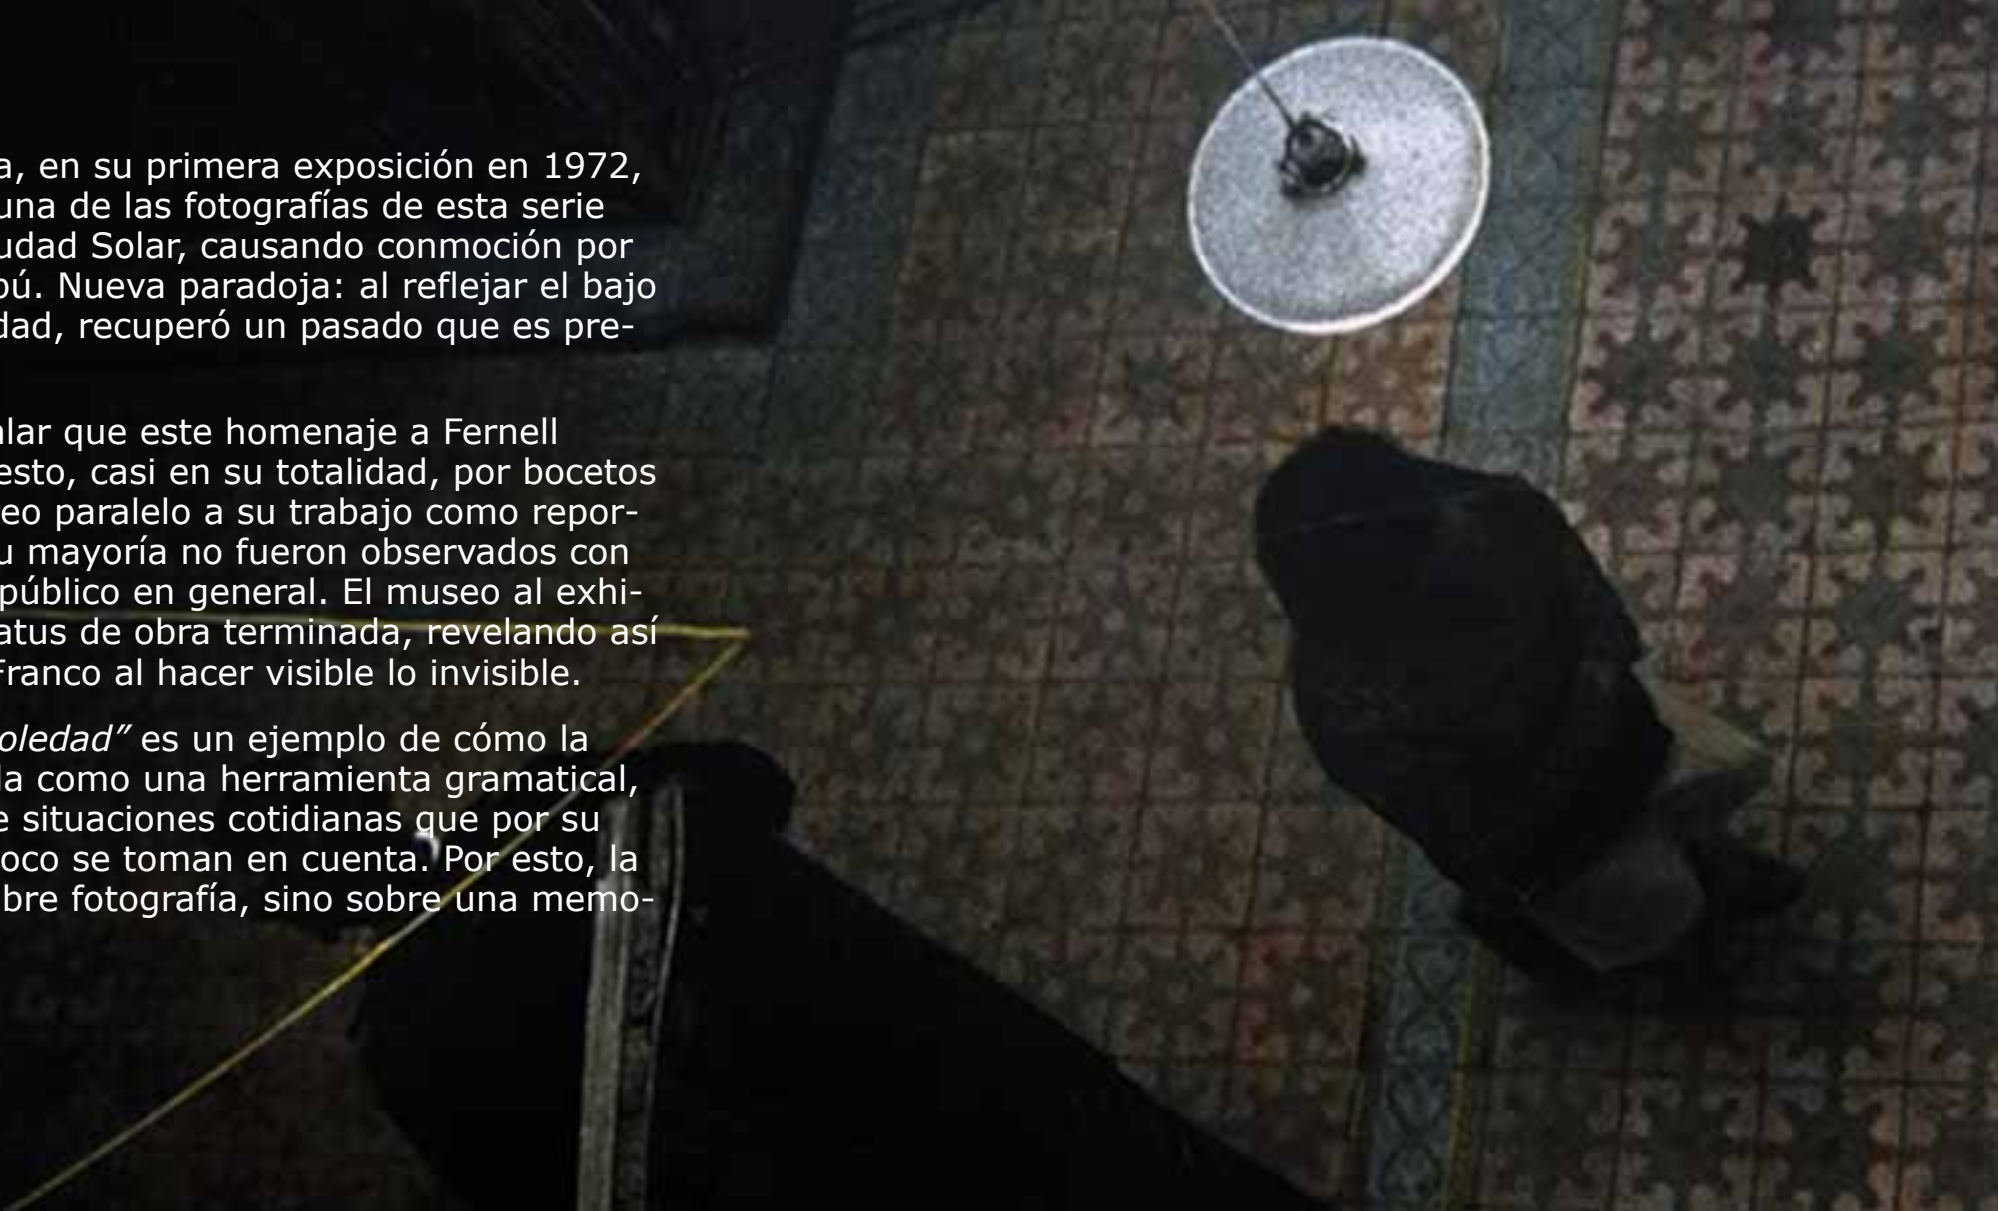 a, en su primera exposición en 1972,
una de las fotografías de esta serie
udad Solar, causando conmoción por
bú. Nueva paradoja: al reflejar el bajo
dad, recuperó un pasado que es pre-
alar que este homenaje a Fernell
esto, casi en su totalidad, por bocetos
eo paralelo a su trabajo como repor-
u mayoría no fueron observados con
público en general. El museo al exhi-
atus de obra terminada, revelando así
Franco al hacer visible lo invisible.
oledad” es un ejemplo de cómo la
da como una herramienta gramatical,
e situaciones cotidianas que por su
oco se toman en cuenta. Por esto, la
bre fotografía, sino sobre una memo-